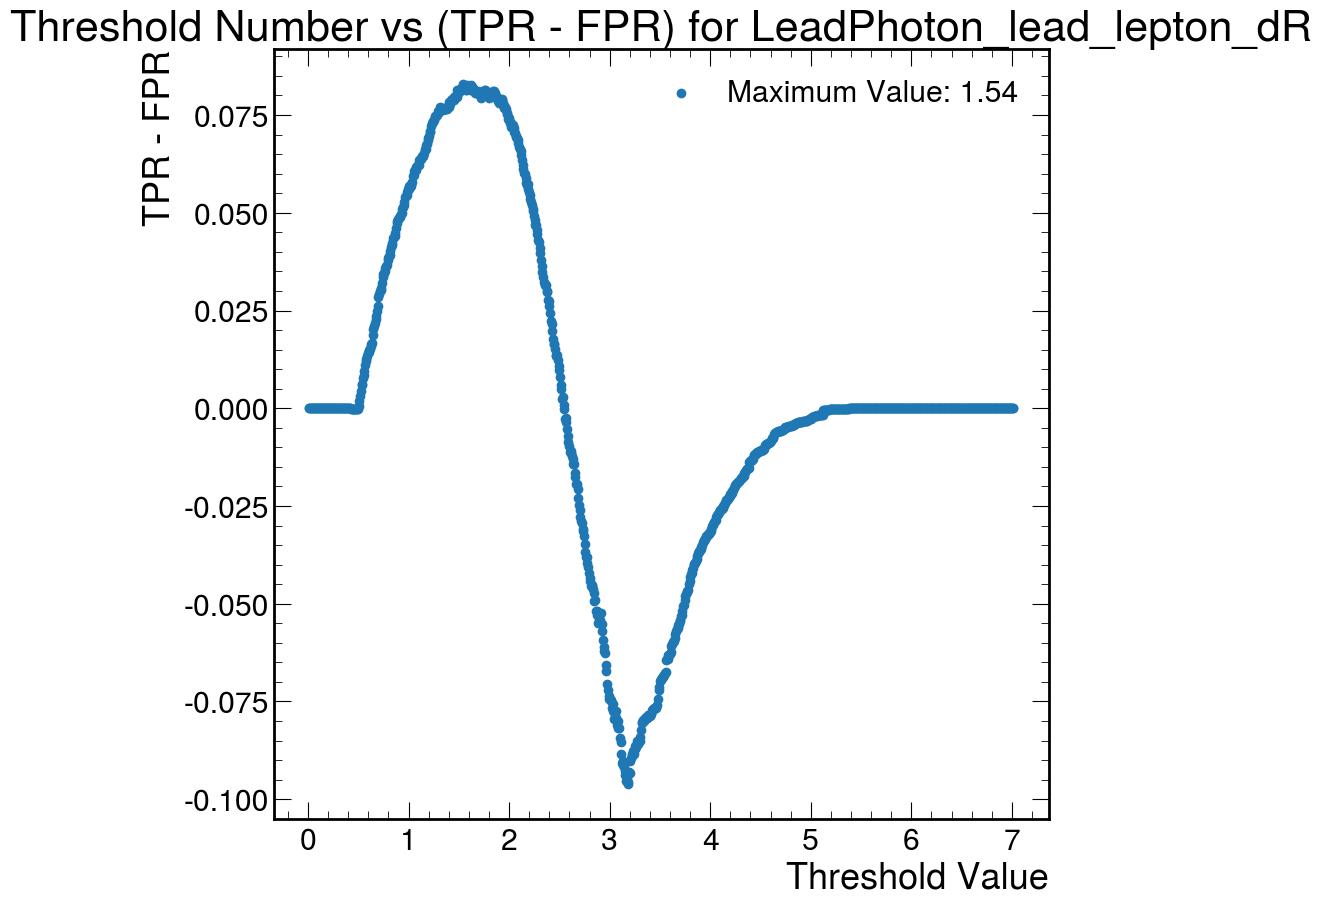 Threshold Number vs (TPR - FPR) for LeadPhoton_lead_lepton_dR
TPR - FPR
Maximum Value: 1.54
0.075
0.050
0.025
0.000
-0.025
-0.050
-0.075
-0.100
0 1 2 3 4 5 6 7
Threshold Value